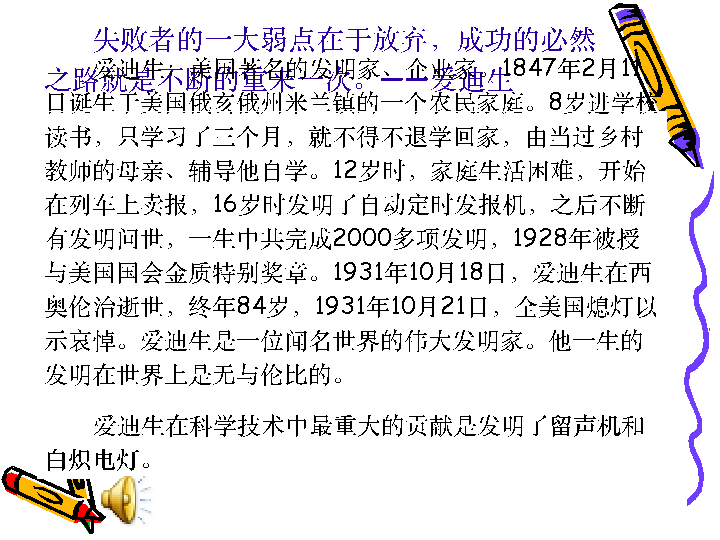 失败者的一大弱点在于放弃，成功的必然
之路就是不断的重来一次。——爱迪生
爱迪生，美国著名的发明家、企业家，1847年2月11
日诞生于美国俄亥俄州米兰镇的一个农民家庭。8岁进学校
读书，只学习了三个月，就不得不退学回家，由当过乡村
教师的母亲、辅导他自学。12岁时，家庭生活困难，开始
在列车上卖报，16岁时发明了自动定时发报机，之后不断
有发明问世，一生中共完成2000多项发明，1928年被授
与美国国会金质特别奖章。1931年10月18日，爱迪生在西
奥伦治逝世，终年84岁，1931年10月21日，全美国熄灯以
示哀悼。爱迪生是一位闻名世界的伟大发明家。他一生的
发明在世界上是无与伦比的。
爱迪生在科学技术中最重大的贡献是发明了留声机和
白炽电灯。